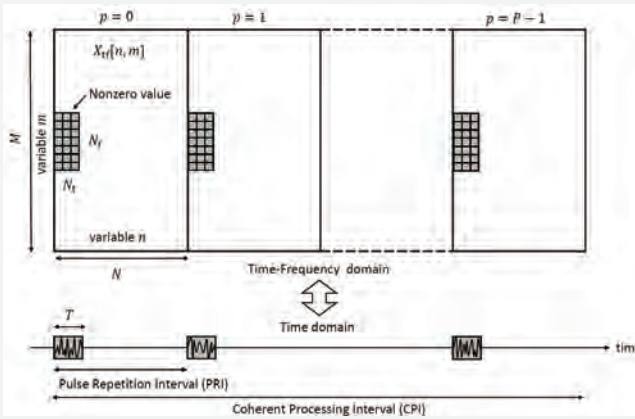 p = 0
p = 1
p = P − 1
X_tf[n, m]
Nonzero value
N_f
N_t
M
variable m
variable n
N
Time-Frequency domain
Time domain
T
time
Pulse Repetition Interval (PRI)
Coherent Processing Interval (CPI)